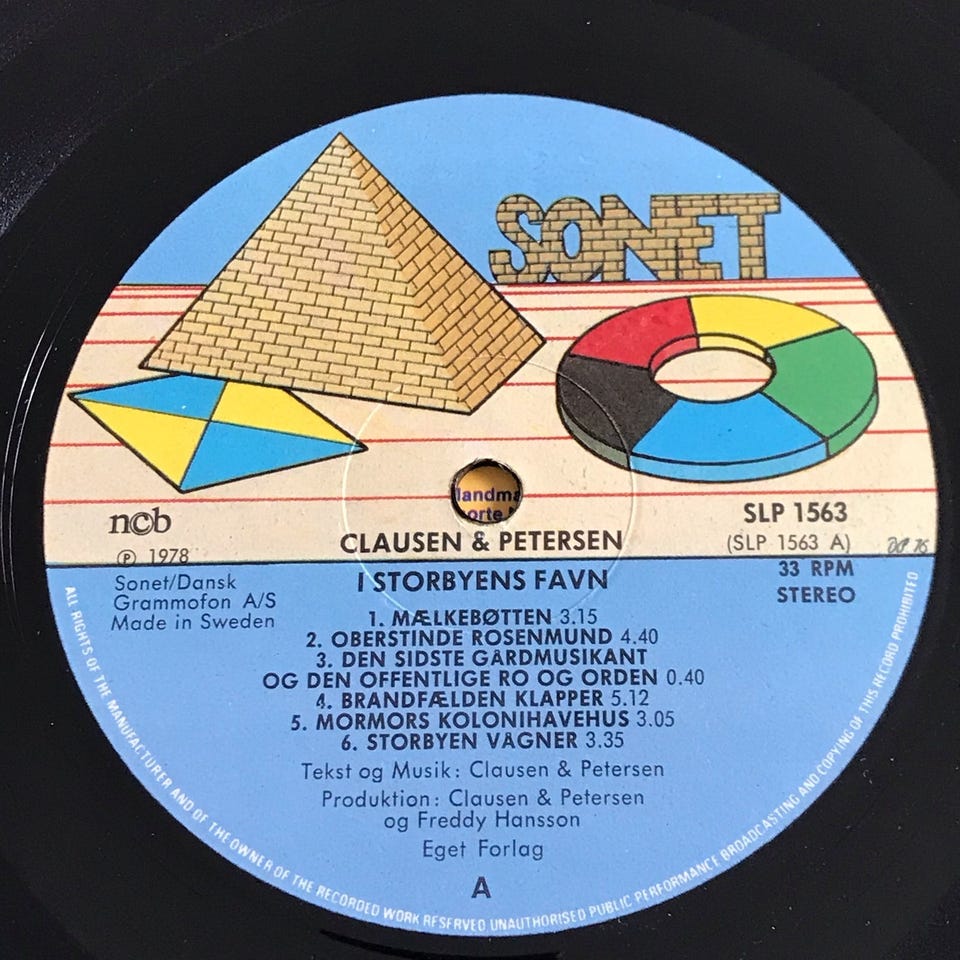 SONET
ncb
℗ 1978
Sonet/Dansk
Grammofon A/S
Made in Sweden
landma
orte
SLP 1563
(SLP 1563 A)
33 RPM
STEREO
CLAUSEN & PETERSEN
I STORBYENS FAVN
1. MÆLKEBØTTEN 3.15
2. OBERSTINDE ROSENMUND 4.40
3. DEN SIDSTE GÅRDMUSIKANT
OG DEN OFFENTLIGE RO OG ORDEN 0.40
4. BRANDFÆLDEN KLAPPER 5.12
5. MORMORS KOLONIHAVEHUS 3.05
6. STORBYEN VÅGNER 3.35
Tekst og Musik: Clausen & Petersen
Produktion: Clausen & Petersen
og Freddy Hansson
Eget Forlag
A
ALL RIGHTS OF THE MANUFACTURER AND OF THE OWNER OF THE RECORDED WORK RESERVED UNAUTHORISED PUBLIC PERFORMANCE BROADCASTING AND COPYING OF THIS RECORD PROHIBITED